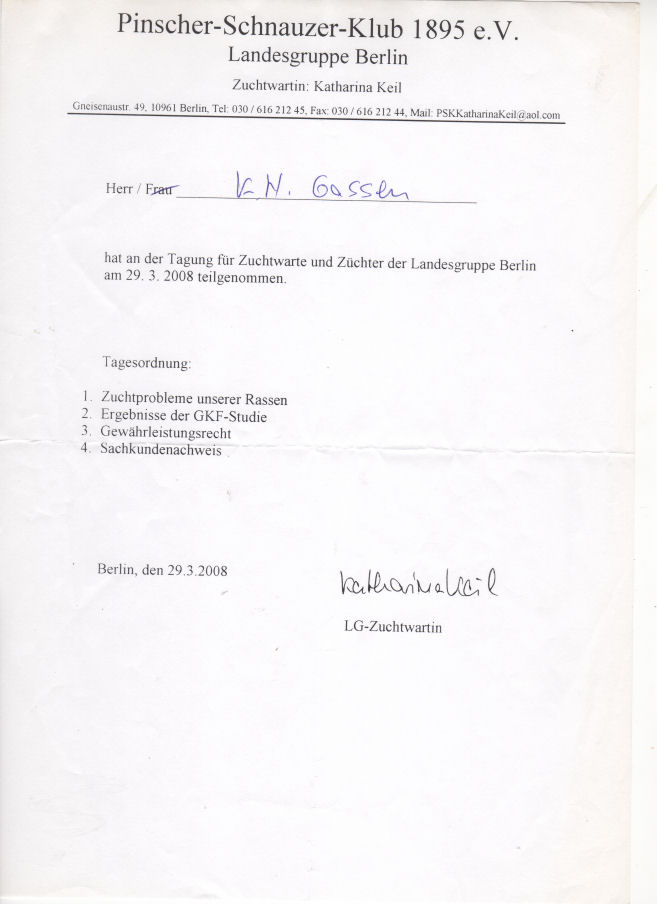 Pinscher-Schnauzer-Klub 1895 e.V.
Landesgruppe Berlin
Zuchtwartin: Katharina Keil
Gneisenaustr. 49, 10961 Berlin, Tel: 030 / 616 212 45, Fax: 030 / 616 212 44, Mail: PSKKatharinaKeil@aol.com
Herr / Frau K. H. Gassen
hat an der Tagung für Zuchtwarte und Züchter der Landesgruppe Berlin
am 29. 3. 2008 teilgenommen.
Tagesordnung:
1. Zuchtprobleme unserer Rassen
2. Ergebnisse der GKF-Studie
3. Gewährleistungsrecht
4. Sachkundenachweis
Berlin, den 29.3.2008
Katharina Keil
LG-Zuchtwartin